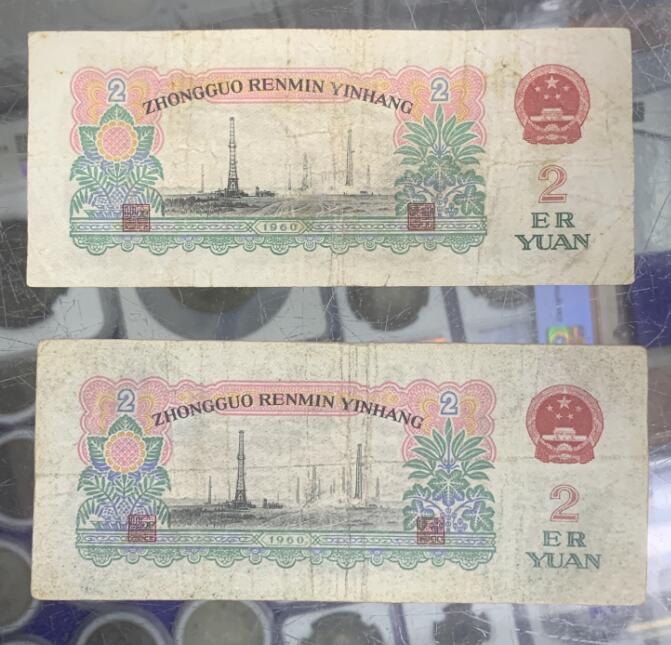 2 2
ZHONGGUO RENMIN YINHANG
2
ER
YUAN
1960
2 2
ZHONGGUO RENMIN YINHANG
2
ER
YUAN
1960